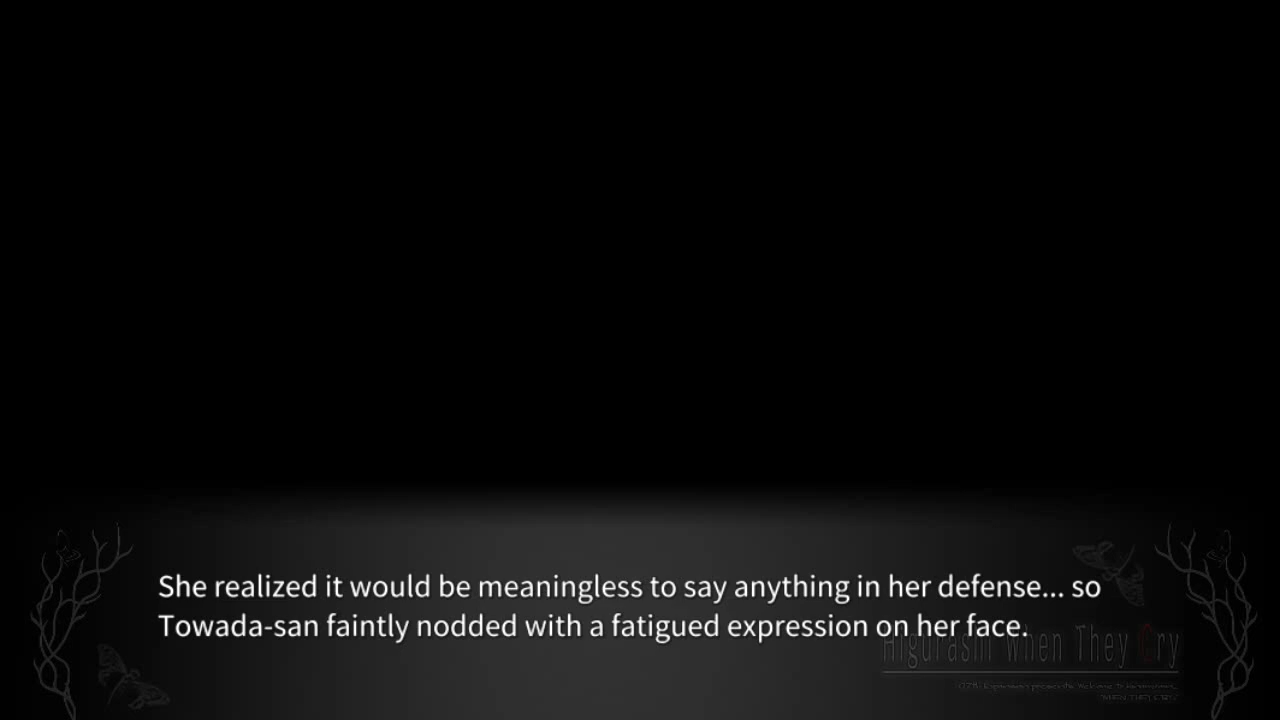 She realized it would be meaningless to say anything in her defense... so
Towada-san faintly nodded with a fatigued expression on her face.
Higurashi When They Cry